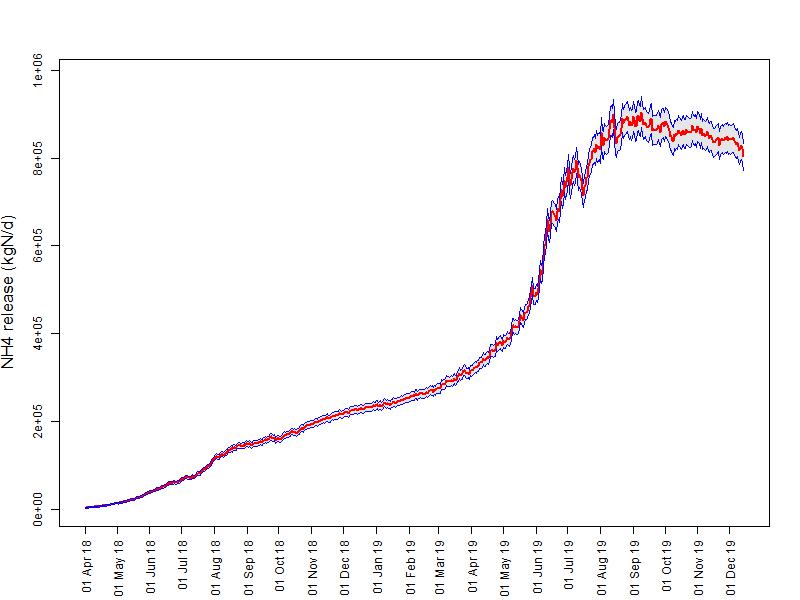 NH4 release (kgN/d)
1e+06
8e+05
6e+05
4e+05
2e+05
0e+00
01 Apr 18
01 May 18
01 Jun 18
01 Jul 18
01 Aug 18
01 Sep 18
01 Oct 18
01 Nov 18
01 Dec 18
01 Jan 19
01 Feb 19
01 Mar 19
01 Apr 19
01 May 19
01 Jun 19
01 Jul 19
01 Aug 19
01 Sep 19
01 Oct 19
01 Nov 19
01 Dec 19